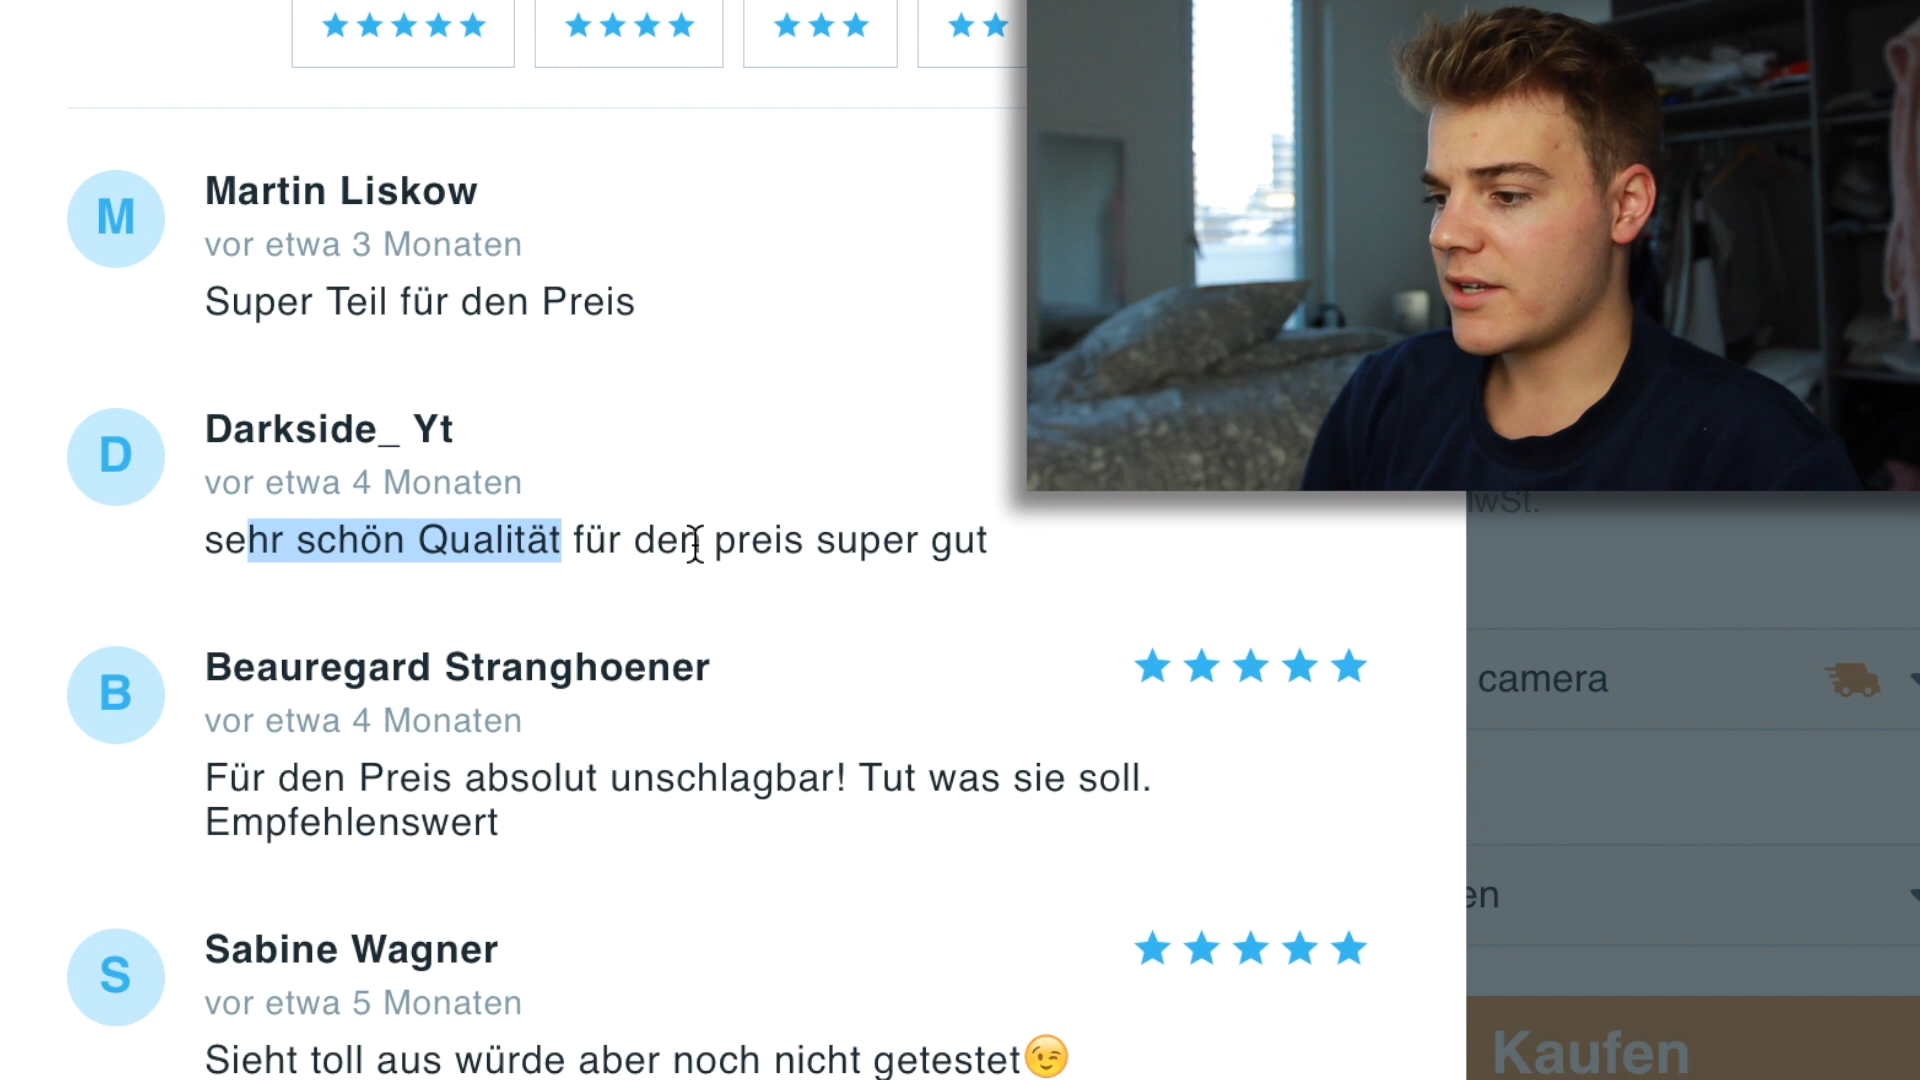 M
Martin Liskow
vor etwa 3 Monaten
Super Teil für den Preis
D
Darkside_ Yt
vor etwa 4 Monaten
sehr schön Qualität für den preis super gut
B
Beauregard Stranghoener
vor etwa 4 Monaten
Für den Preis absolut unschlagbar! Tut was sie soll.
Empfehlenswert
S
Sabine Wagner
vor etwa 5 Monaten
Sieht toll aus würde aber noch nicht getestet😉
wSt.
camera
en
Kaufen